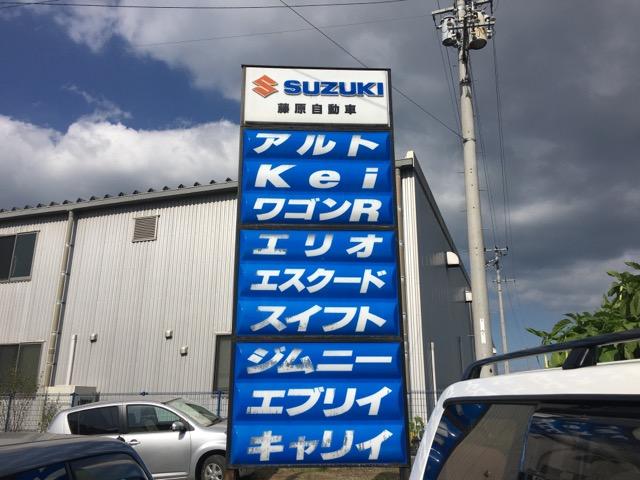 SUZUKI
藤原自動車
アルト
Kei
ワゴンR
エリオ
エスクード
スイフト
ジムニー
エブリイ
キャリイ